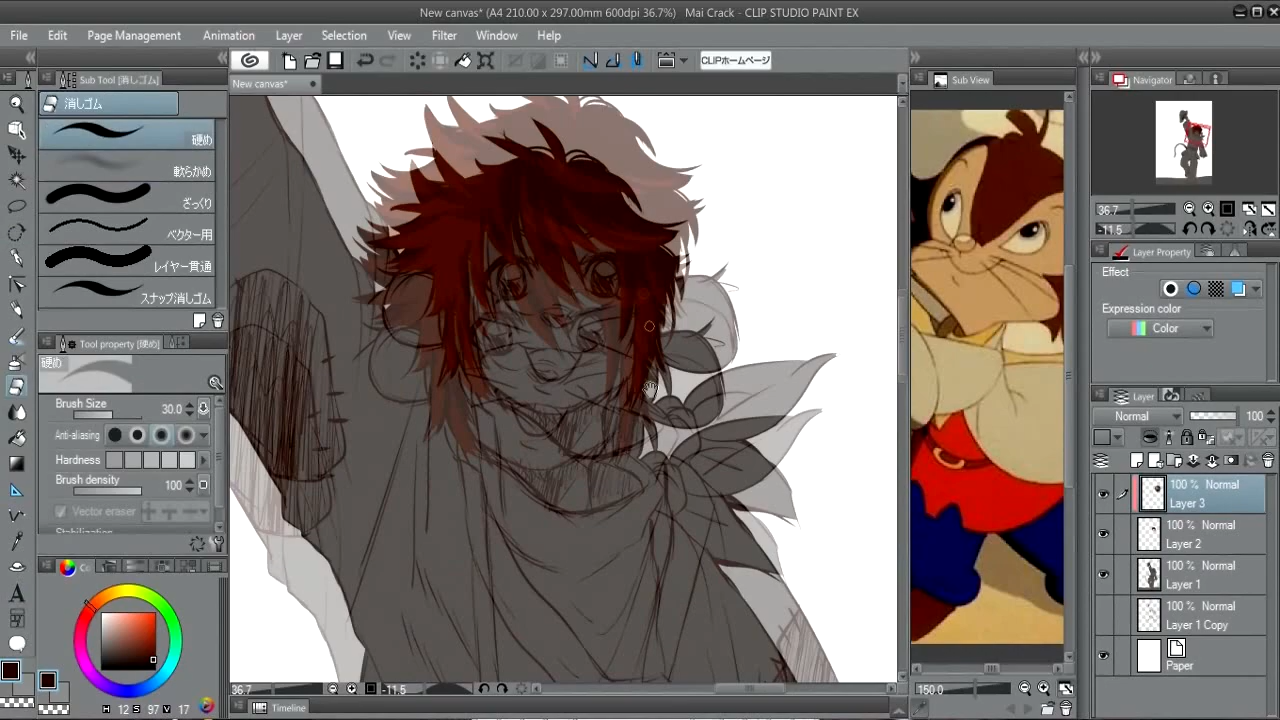 New canvas* (A4 210.00 x 297.00mm 600dpi 36.7%)   Mai Crack - CLIP STUDIO PAINT EX
File Edit Page Management Animation Layer Selection View Filter Window Help
CLIPホームページ
Sub Tool [消しゴム]
New canvas*
Sub View
Navigator
消しゴム
硬め
軟らかめ
ざっくり
ベクター用
レイヤー貫通
スナップ消しゴム
36.7
-11.5
Layer Property
Effect
Expression color
Color
Tool property [硬め]
硬め
Brush Size 30.0
Anti-aliasing
Hardness
Brush density 100
Vector eraser
Layer
Normal 100
100 % Normal
Layer 3
100 % Normal
Layer 2
100 % Normal
Layer 1
100 % Normal
Layer 1 Copy
Paper
H 12 S 97 V 17
36.7 -11.5
150.0
Timeline